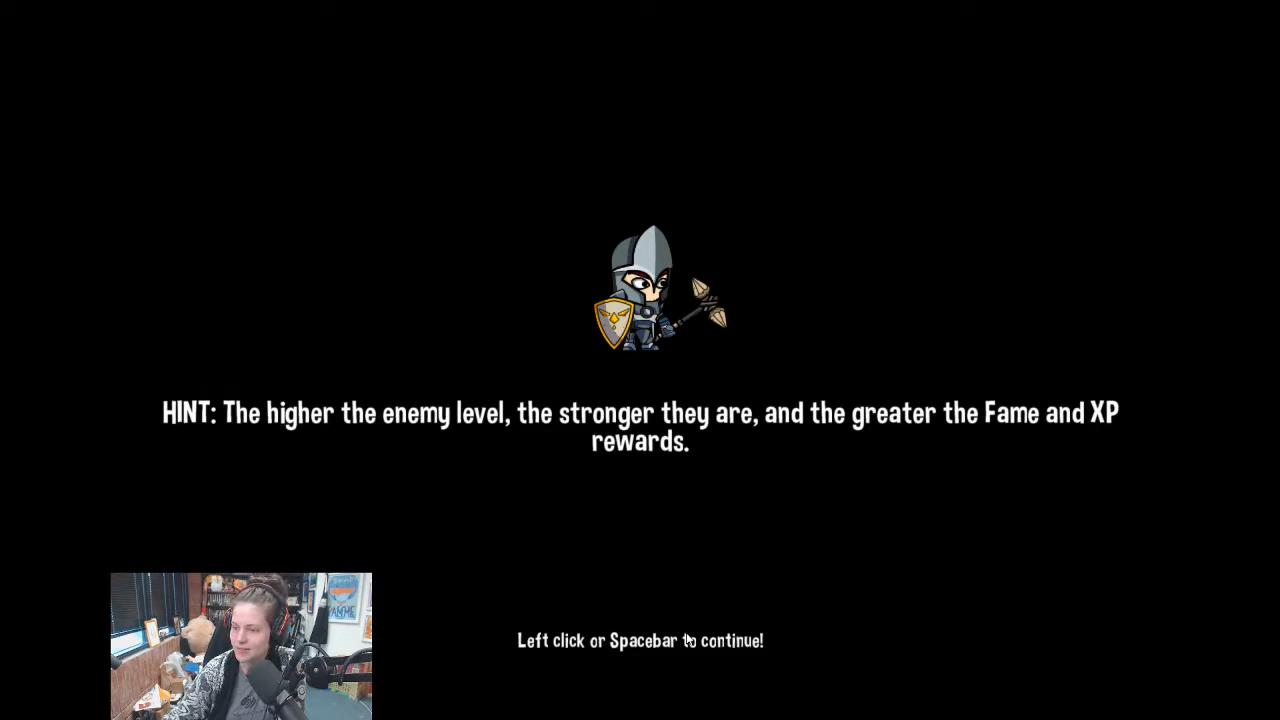 HINT: The higher the enemy level, the stronger they are, and the greater the Fame and XP
rewards.
Left click or Spacebar to continue!